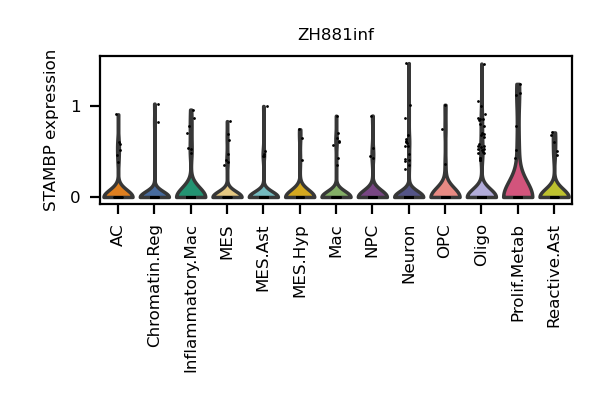 ZH881inf
STAMBP expression
1
0
AC
Chromatin.Reg
Inflammatory.Mac
MES
MES.Ast
MES.Hyp
Mac
NPC
Neuron
OPC
Oligo
Prolif.Metab
Reactive.Ast